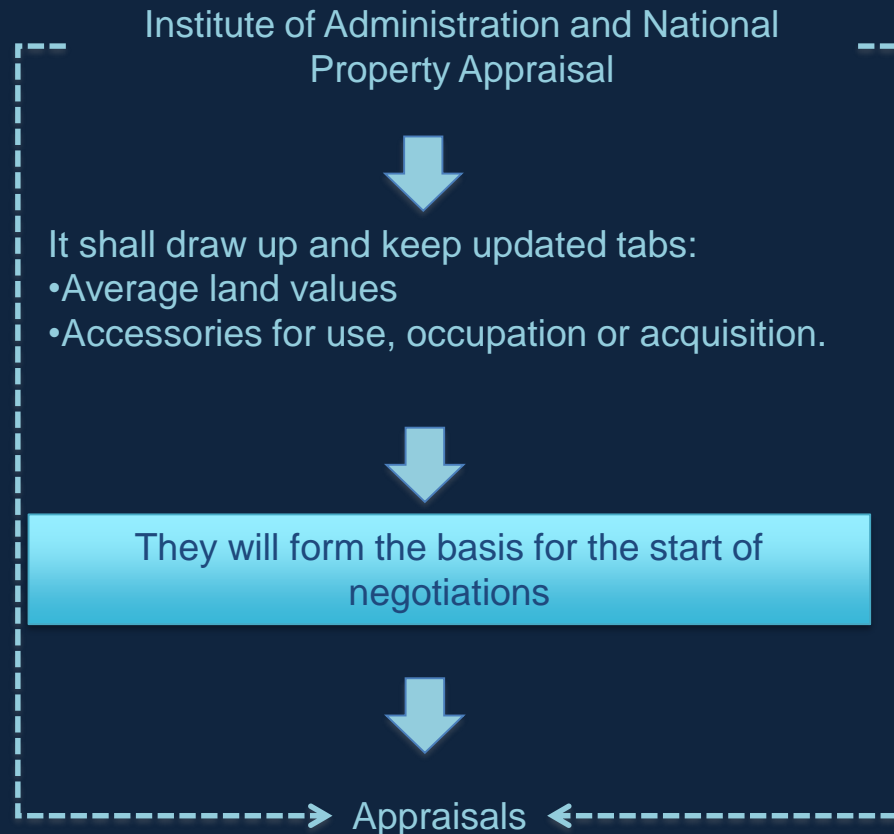 Institute of Administration and National
Property Appraisal
It shall draw up and keep updated tabs:
•Average land values
•Accessories for use, occupation or acquisition.
They will form the basis for the start of
negotiations
Appraisals